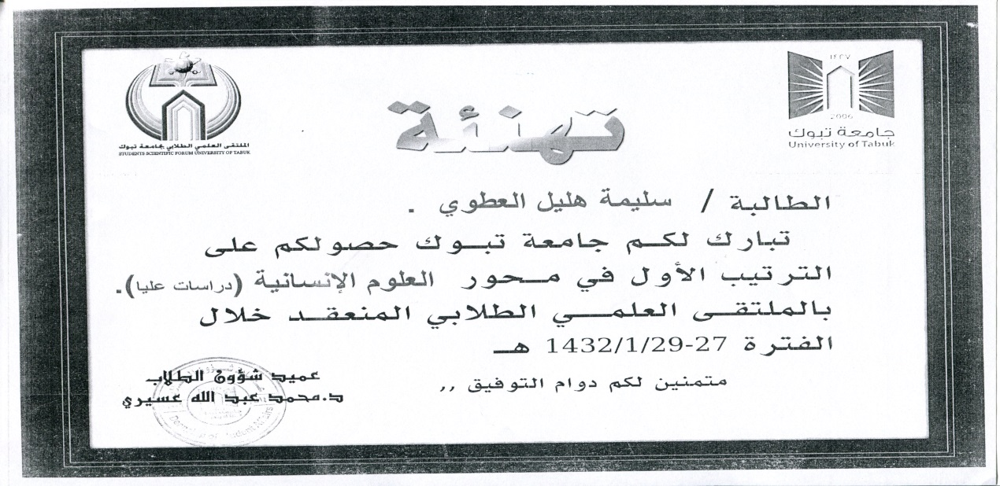 ١٤٢٧
2006
جامعة تبوك
University of Tabuk
الملتقى العلمي الطلابي بجامعة تبوك
STUDENTS SCIENTIFIC FORUM UNIVERSITY OF TABUK
تهنئة
الطالبة / سليمة هليل العطوي .
تبارك لكم جامعة تبوك حصولكم على
الترتيب الأول في محور العلوم الإنسانية (دراسات عليا).
بالملتقى العلمي الطلابي المنعقد خلال
الفترة 27-1432/1/29 هـ
متمنين لكم دوام التوفيق ,,
عميد شؤون الطلاب
د.محمد عبد الله عسيري